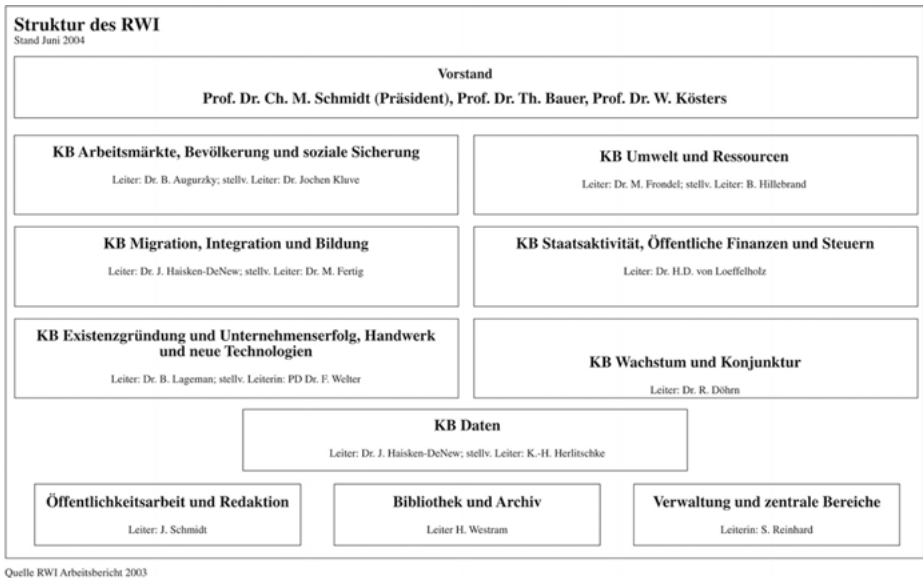 Struktur des RWI
Stand Juni 2004
Vorstand
Prof. Dr. Ch. M. Schmidt (Präsident), Prof. Dr. Th. Bauer, Prof. Dr. W. Kösters
KB Arbeitsmärkte, Bevölkerung und soziale Sicherung
Leiter: Dr. B. Augurzky; stellv. Leiter: Dr. Jochen Kluve
KB Umwelt und Ressourcen
Leiter: Dr. M. Frondel; stellv. Leiter: B. Hillebrand
KB Migration, Integration und Bildung
Leiter: Dr. J. Haisken-DeNew; stellv. Leiter: Dr. M. Fertig
KB Staatsaktivität, Öffentliche Finanzen und Steuern
Leiter: Dr. H.D. von Loeffelholz
KB Existenzgründung und Unternehmenserfolg, Handwerk
und neue Technologien
Leiter: Dr. B. Lageman; stellv. Leiterin: PD Dr. F. Welter
KB Wachstum und Konjunktur
Leiter: Dr. R. Döhrn
KB Daten
Leiter: Dr. J. Haisken-DeNew; stellv. Leiter: K.-H. Herlitschke
Öffentlichkeitsarbeit und Redaktion
Leiter: J. Schmidt
Bibliothek und Archiv
Leiter H. Westram
Verwaltung und zentrale Bereiche
Leiterin: S. Reinhard
Quelle RWI Arbeitsbericht 2003